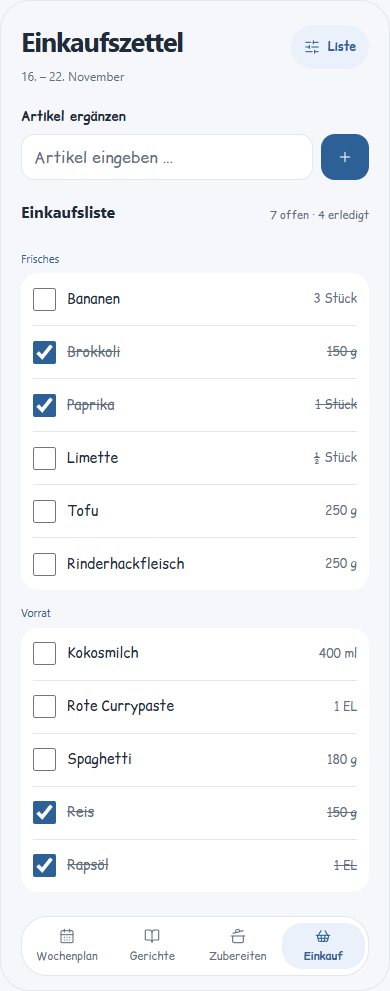 Einkaufszettel
Liste
16. – 22. November
Artikel ergänzen
Artikel eingeben …
+
Einkaufsliste
7 offen · 4 erledigt
Frisches
Bananen 3 Stück
Brokkoli 150 g
Paprika 1 Stück
Limette ½ Stück
Tofu 250 g
Rinderhackfleisch 250 g
Vorrat
Kokosmilch 400 ml
Rote Currypaste 1 EL
Spaghetti 180 g
Reis 150 g
Rapsöl 1 EL
Wochenplan Gerichte Zubereiten Einkauf